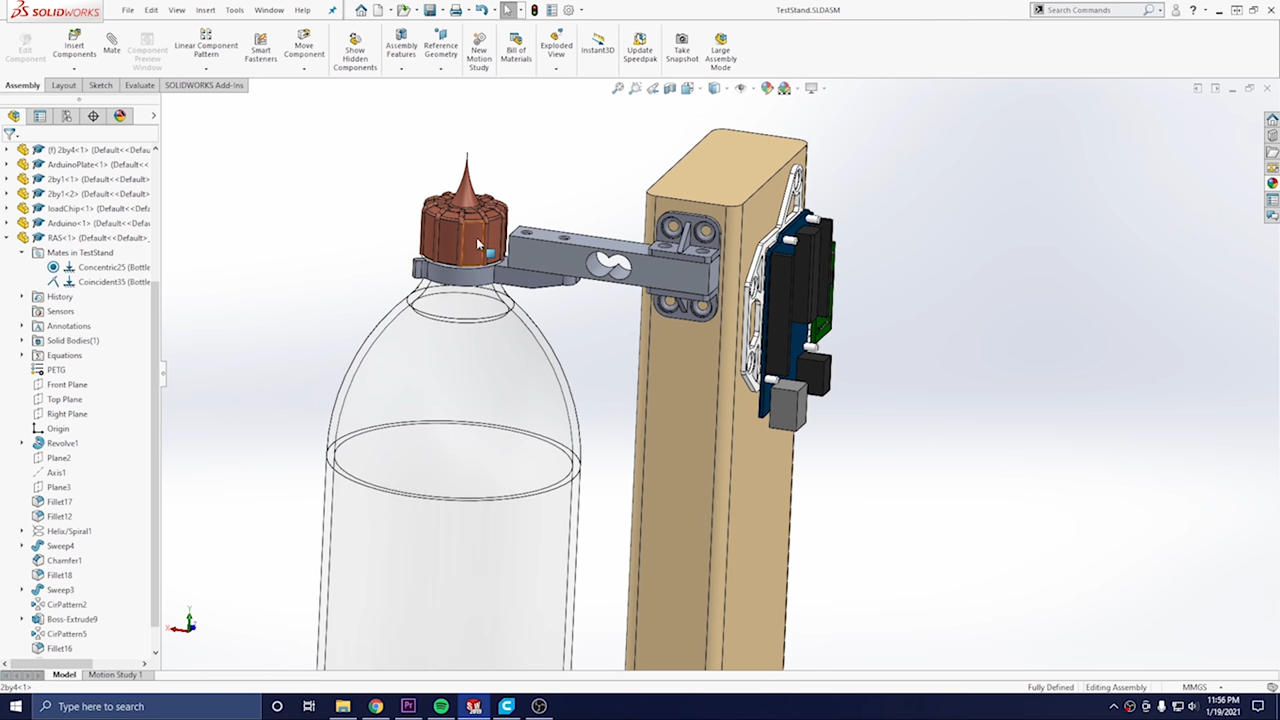 SOLIDWORKS File Edit View Insert Tools Window Help TestStand.SLDASM Search Commands
Edit Component
Insert Components
Mate
Component Preview Window
Linear Component Pattern
Smart Fasteners
Move Component
Show Hidden Components
Assembly Features
Reference Geometry
New Motion Study
Bill of Materials
Exploded View
Instant3D
Update Speedpak
Take Snapshot
Large Assembly Mode
Assembly Layout Sketch Evaluate SOLIDWORKS Add-Ins
(f) 2by4<1> (Defau
ArduinoPlate<1> (Default<<
2by1<1> (Default<<Default
2by1<2> (Default<<Default
loadChip<1> (Default<<Defa
Arduino<1> (Default<<Defau
RAS<1> (Default<<Default>_
Mates in TestStand
Concentric25 (Bottle
Coincident35 (Bottle
History
Sensors
Annotations
Solid Bodies(1)
Equations
PETG
Front Plane
Top Plane
Right Plane
Origin
Revolve1
Plane2
Axis1
Plane3
Fillet17
Fillet12
Helix/Spiral1
Sweep4
Chamfer1
Fillet18
Sweep3
CirPattern2
Boss-Extrude9
CirPattern5
Fillet16
Y
X
Model Motion Study 1
2by4<1> Fully Defined Editing Assembly MMGS
Type here to search
11:56 PM
1/19/2021